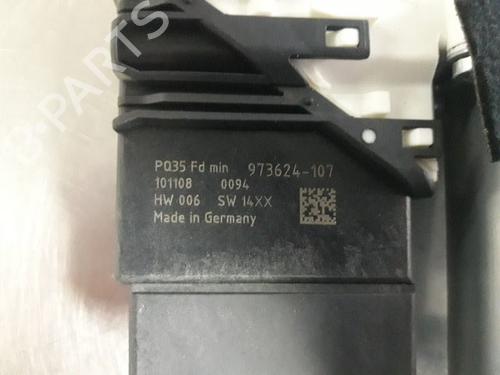 PQ35 Fd min 973624-107
101108 0094
HW 006 SW 14XX
Made in Germany
B-PARTS